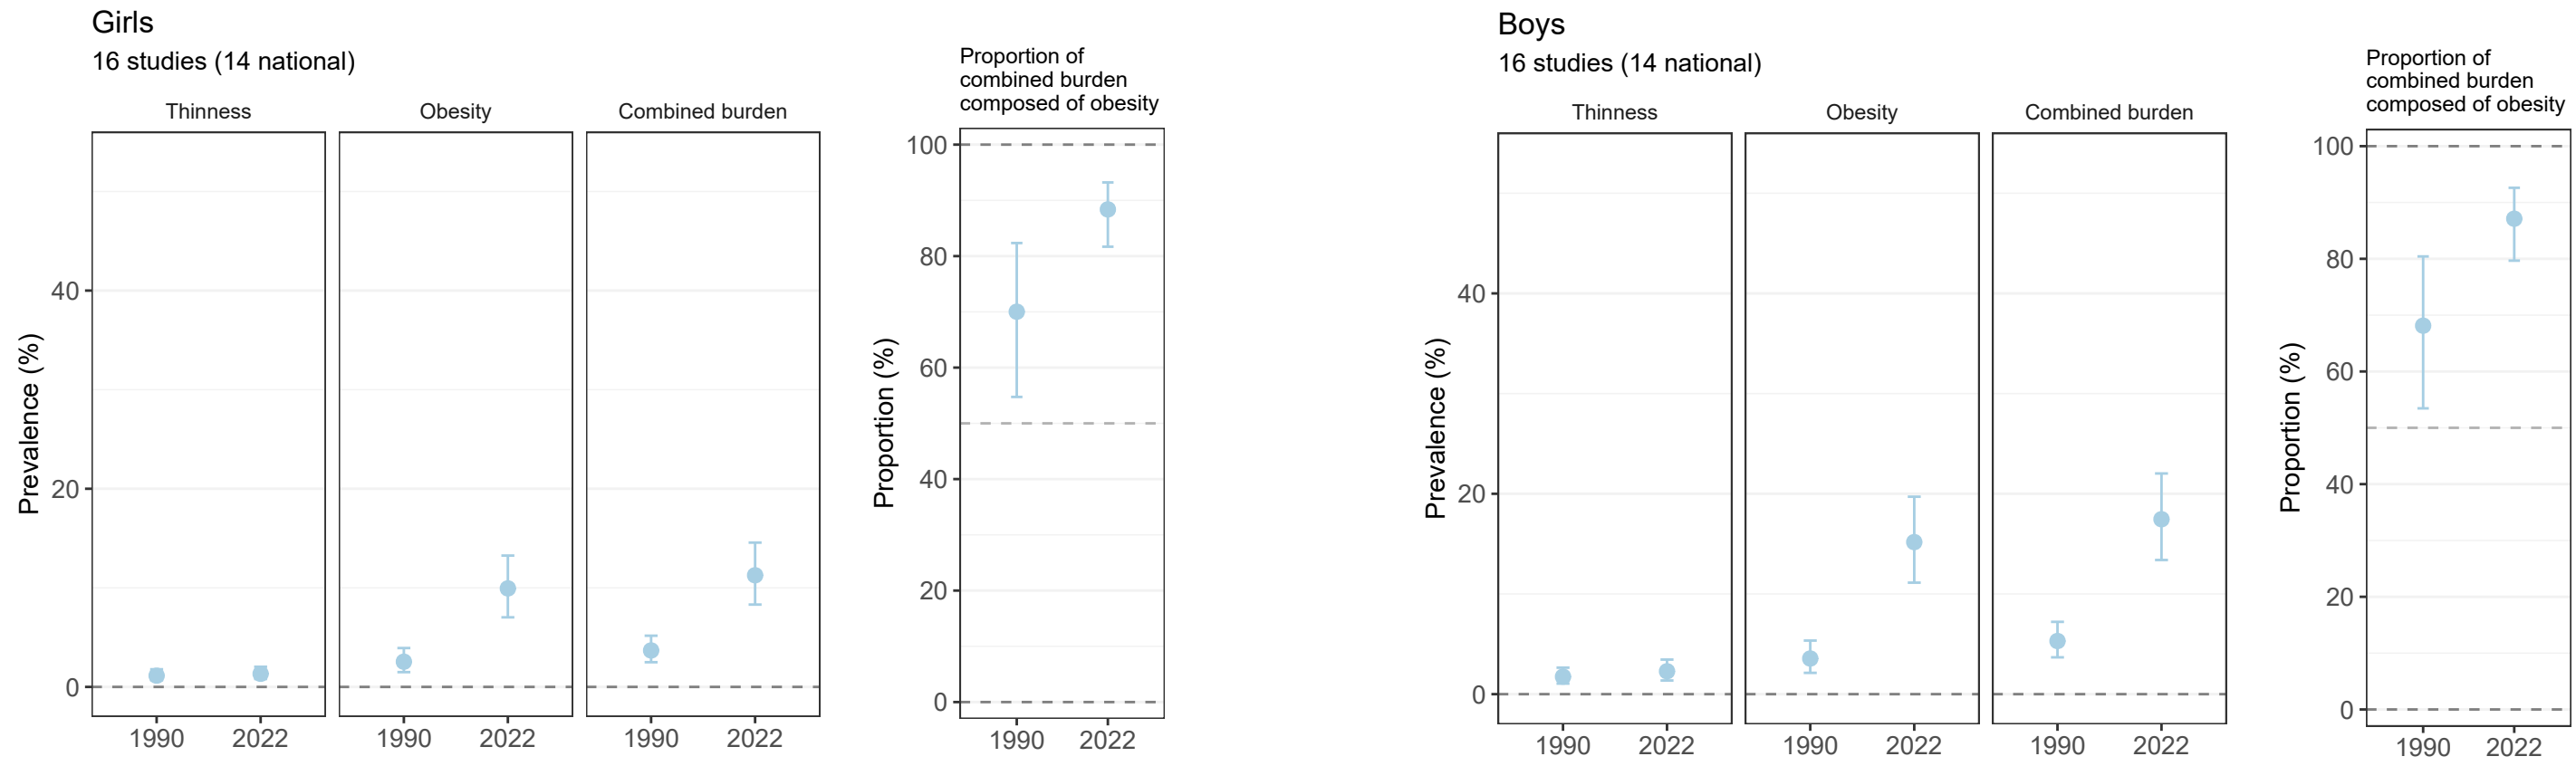 Girls
16 studies (14 national)
Thinness
Obesity
Combined burden
Prevalence (%)
40
20
0
1990
2022
1990
2022
1990
2022
Proportion of
combined burden
composed of obesity
Proportion (%)
100
80
60
40
20
0
1990
2022
Boys
16 studies (14 national)
Thinness
Obesity
Combined burden
Prevalence (%)
40
20
0
1990
2022
1990
2022
1990
2022
Proportion of
combined burden
composed of obesity
Proportion (%)
100
80
60
40
20
0
1990
2022